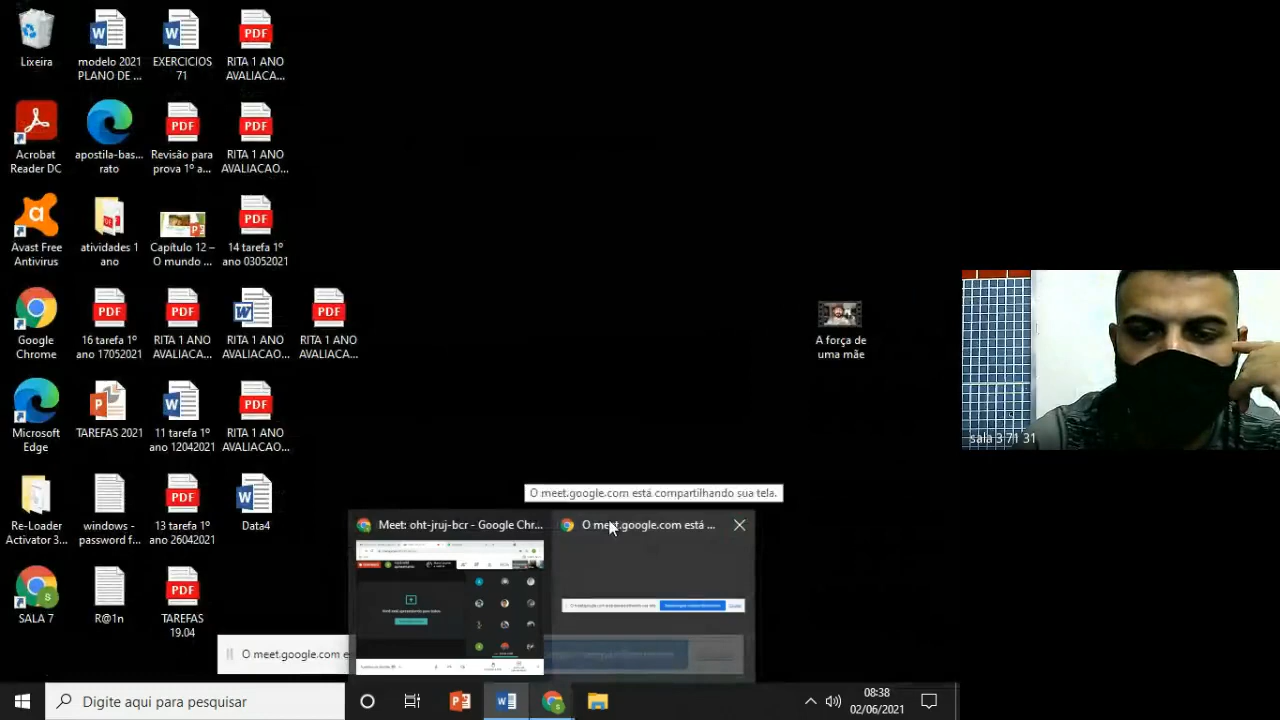 Lixeira
modelo 2021
PLANO DE ...
EXERCICIOS
71
PDF
RITA 1 ANO
AVALIACA...
Acrobat
Reader DC
apostila-bas...
rato
PDF
Revisão para
prova 1º a...
PDF
RITA 1 ANO
AVALIACAO...
Avast Free
Antivirus
atividades 1
ano
Capítulo 12 –
O mundo ...
PDF
14 tarefa 1º
ano 03052021
Google
Chrome
PDF
16 tarefa 1º
ano 17052021
PDF
RITA 1 ANO
AVALIACA...
RITA 1 ANO
AVALIACAO...
PDF
RITA 1 ANO
AVALIACA...
A força de
uma mãe
Microsoft
Edge
TAREFAS 2021
11 tarefa 1º
ano 12042021
PDF
RITA 1 ANO
AVALIACAO...
sala 3 71 31
Re-Loader
Activator 3...
windows -
password f...
PDF
13 tarefa 1º
ano 26042021
Data4
O meet.google.com está compartilhando sua tela.
Meet: oht-jruj-bcr - Google Chr...
O meet.google.com está ...
SALA 7
R@1n
PDF
TAREFAS
19.04
O meet.google.com e
Digite aqui para pesquisar
08:38
02/06/2021